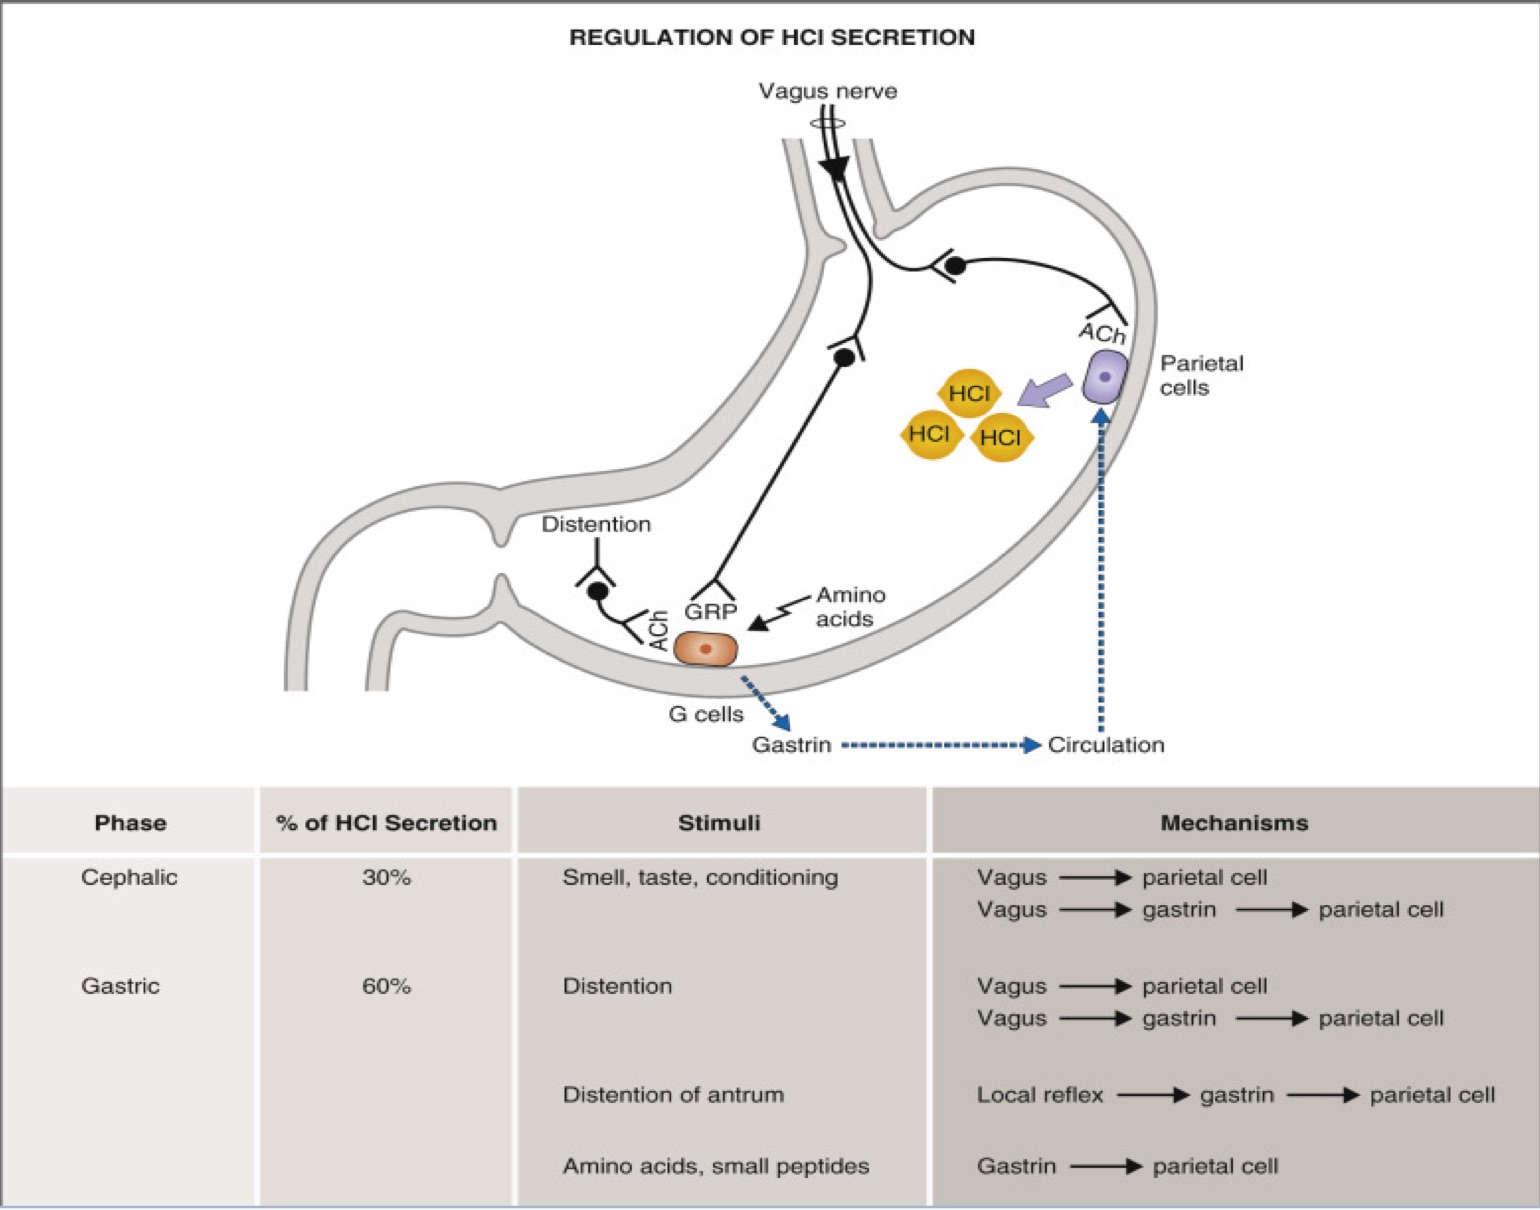 REGULATION OF HCl SECRETION
Vagus nerve
ACh
Parietal
cells
HCl
HCl
HCl
Distention
Amino
acids
GRP
ACh
G cells
Gastrin
Circulation
Phase % of HCl Secretion Stimuli Mechanisms
Cephalic 30% Smell, taste, conditioning Vagus → parietal cell
Vagus → gastrin → parietal cell
Gastric 60% Distention Vagus → parietal cell
Vagus → gastrin → parietal cell
Distention of antrum Local reflex → gastrin → parietal cell
Amino acids, small peptides Gastrin → parietal cell